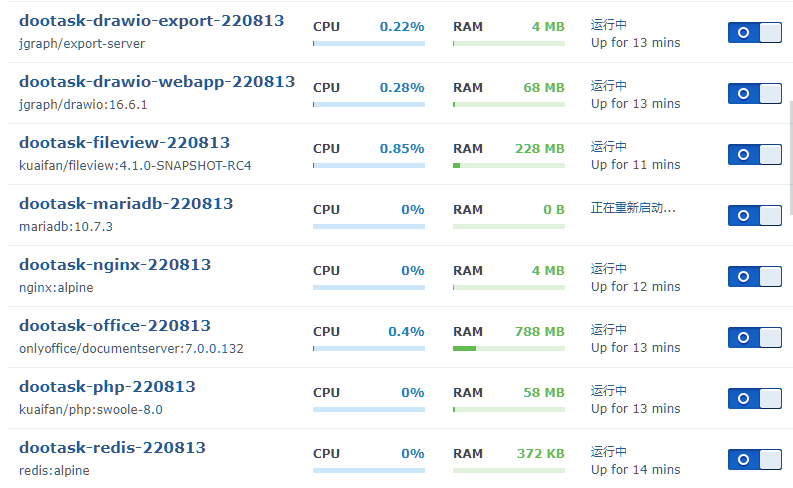 dootask-drawio-export-220813
jgraph/export-server
CPU 0.22%
RAM 4 MB
运行中
Up for 13 mins
dootask-drawio-webapp-220813
jgraph/drawio:16.6.1
CPU 0.28%
RAM 68 MB
运行中
Up for 13 mins
dootask-fileview-220813
kuaifan/fileview:4.1.0-SNAPSHOT-RC4
CPU 0.85%
RAM 228 MB
运行中
Up for 11 mins
dootask-mariadb-220813
mariadb:10.7.3
CPU 0%
RAM 0 B
正在重新启动...
dootask-nginx-220813
nginx:alpine
CPU 0%
RAM 4 MB
运行中
Up for 12 mins
dootask-office-220813
onlyoffice/documentserver:7.0.0.132
CPU 0.4%
RAM 788 MB
运行中
Up for 13 mins
dootask-php-220813
kuaifan/php:swoole-8.0
CPU 0%
RAM 58 MB
运行中
Up for 13 mins
dootask-redis-220813
redis:alpine
CPU 0%
RAM 372 KB
运行中
Up for 14 mins